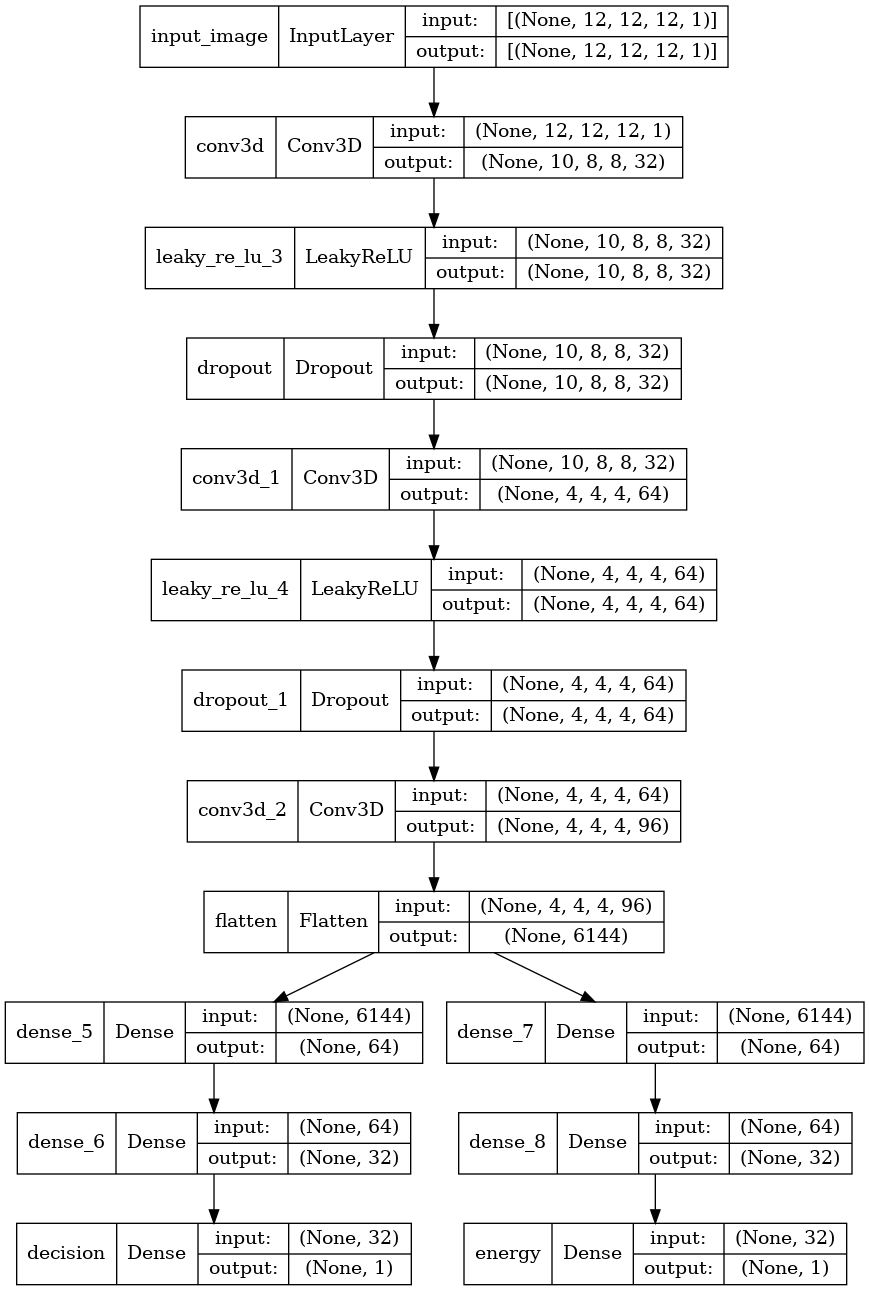 input_image InputLayer input: [(None, 12, 12, 12, 1)]
output: [(None, 12, 12, 12, 1)]
conv3d Conv3D input: (None, 12, 12, 12, 1)
output: (None, 10, 8, 8, 32)
leaky_re_lu_3 LeakyReLU input: (None, 10, 8, 8, 32)
output: (None, 10, 8, 8, 32)
dropout Dropout input: (None, 10, 8, 8, 32)
output: (None, 10, 8, 8, 32)
conv3d_1 Conv3D input: (None, 10, 8, 8, 32)
output: (None, 4, 4, 4, 64)
leaky_re_lu_4 LeakyReLU input: (None, 4, 4, 4, 64)
output: (None, 4, 4, 4, 64)
dropout_1 Dropout input: (None, 4, 4, 4, 64)
output: (None, 4, 4, 4, 64)
conv3d_2 Conv3D input: (None, 4, 4, 4, 64)
output: (None, 4, 4, 4, 96)
flatten Flatten input: (None, 4, 4, 4, 96)
output: (None, 6144)
dense_5 Dense input: (None, 6144)
output: (None, 64)
dense_7 Dense input: (None, 6144)
output: (None, 64)
dense_6 Dense input: (None, 64)
output: (None, 32)
dense_8 Dense input: (None, 64)
output: (None, 32)
decision Dense input: (None, 32)
output: (None, 1)
energy Dense input: (None, 32)
output: (None, 1)